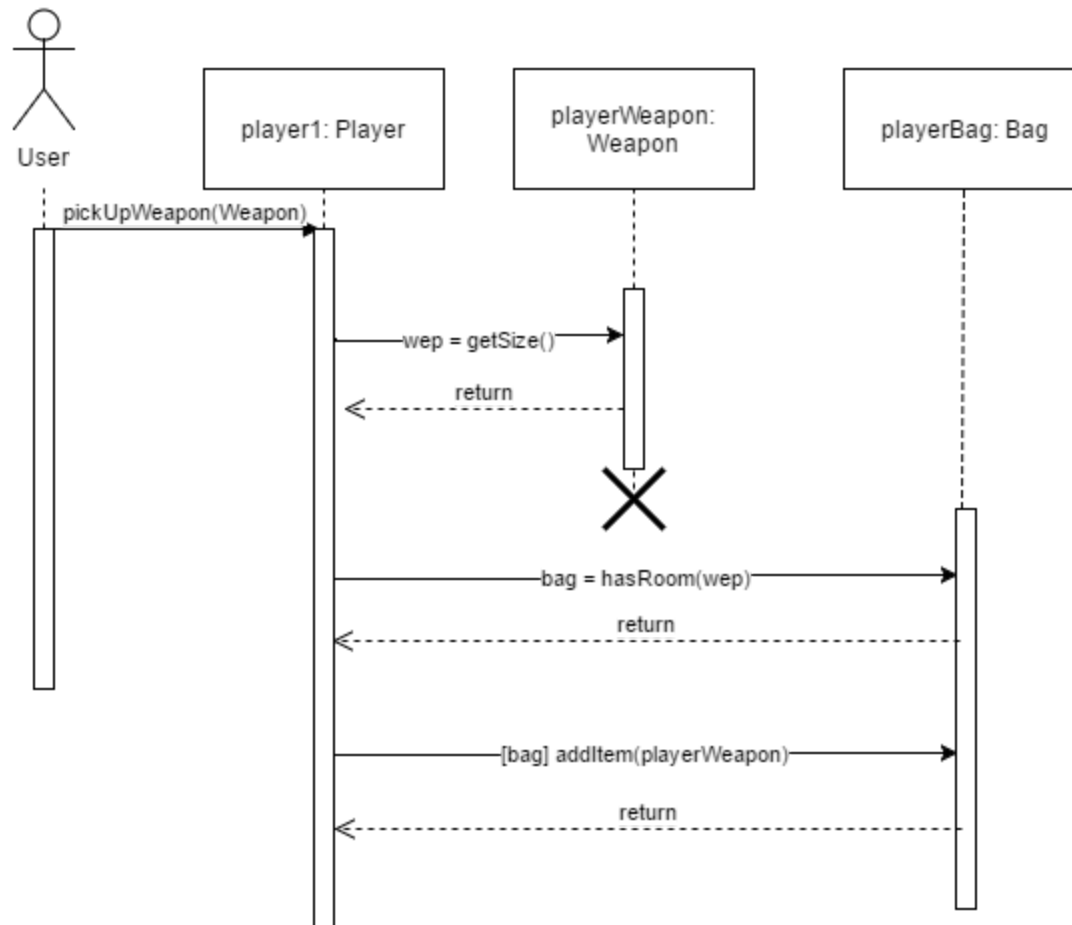 player1: Player
playerWeapon:
Weapon
playerBag: Bag
User
pickUpWeapon(Weapon)
wep = getSize()
return
bag = hasRoom(wep)
return
[bag] addItem(playerWeapon)
return